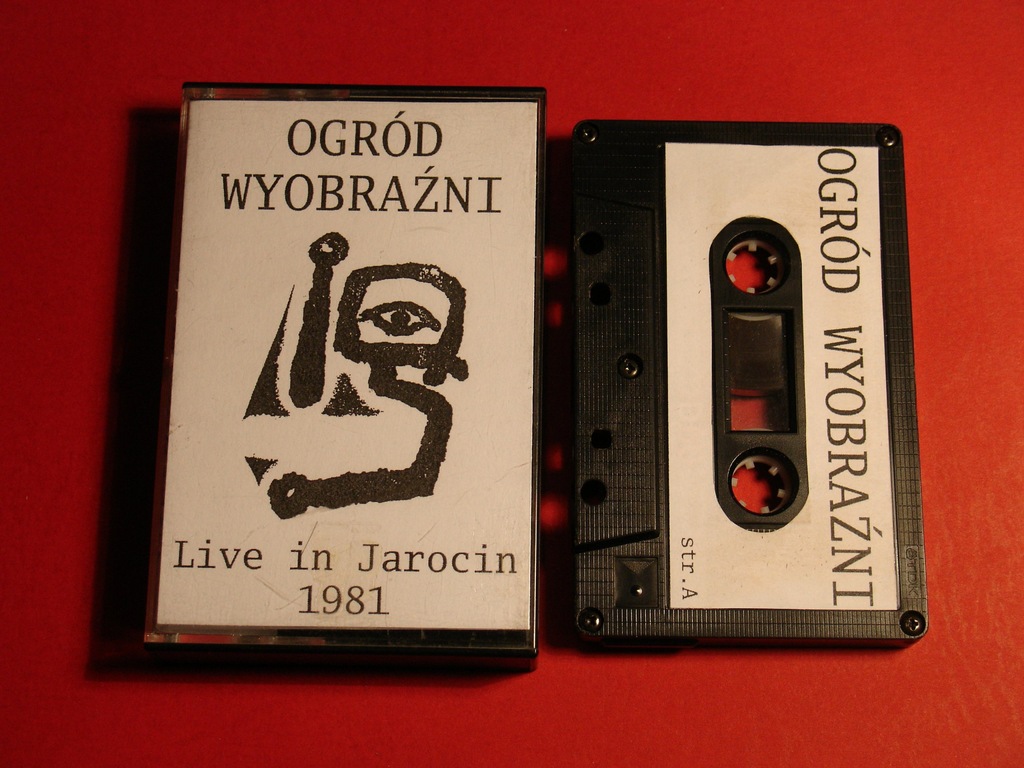 OGRÓD
WYOBRAŹNI
Live in Jarocin
1981
OGRÓD WYOBRAŹNI
str.A